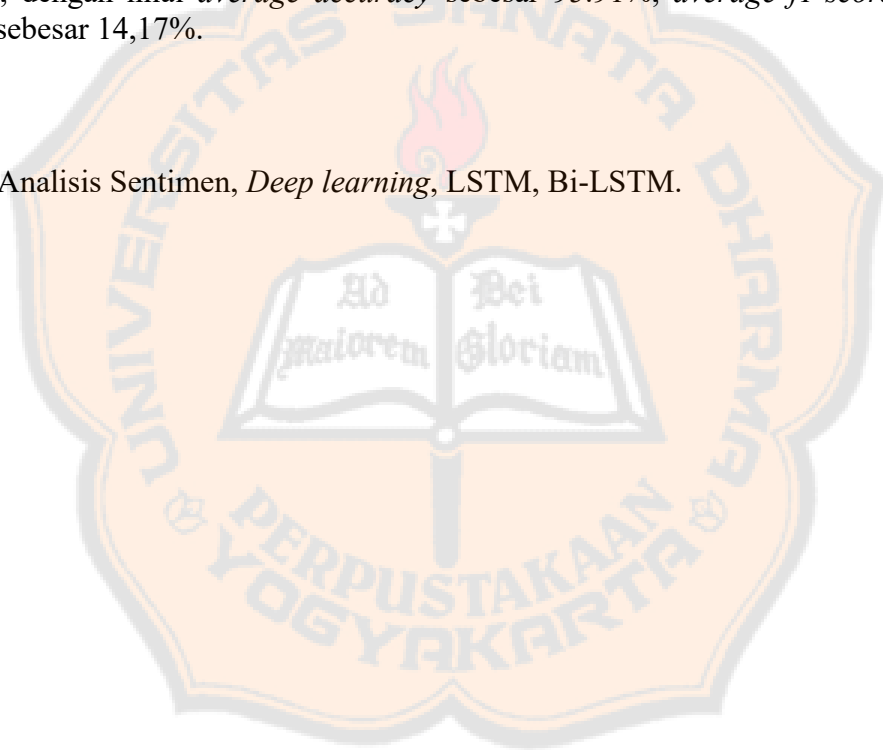 , dengan nilai average accuracy sebesar 95.91%, average f1 score
sebesar 14,17%.
Analisis Sentimen, Deep learning, LSTM, Bi-LSTM.
UNIVERSITAS SANATA DHARMA
Ad Dei
Maiorem Gloriam
PERPUSTAKAAN
YOGYAKARTA